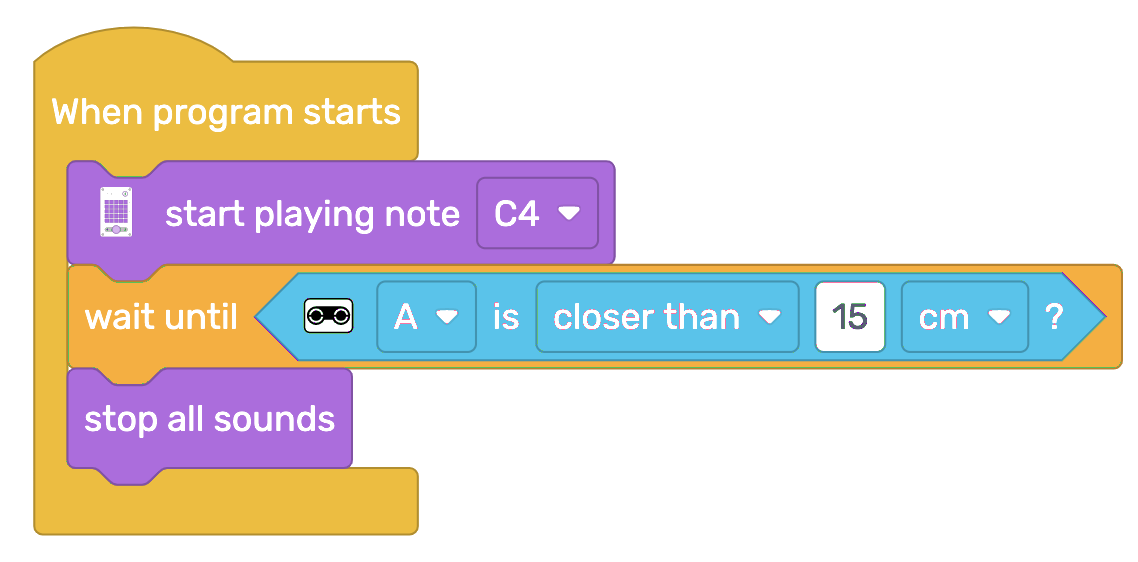 When program starts
start playing note C4
wait until A is closer than 15 cm ?
stop all sounds